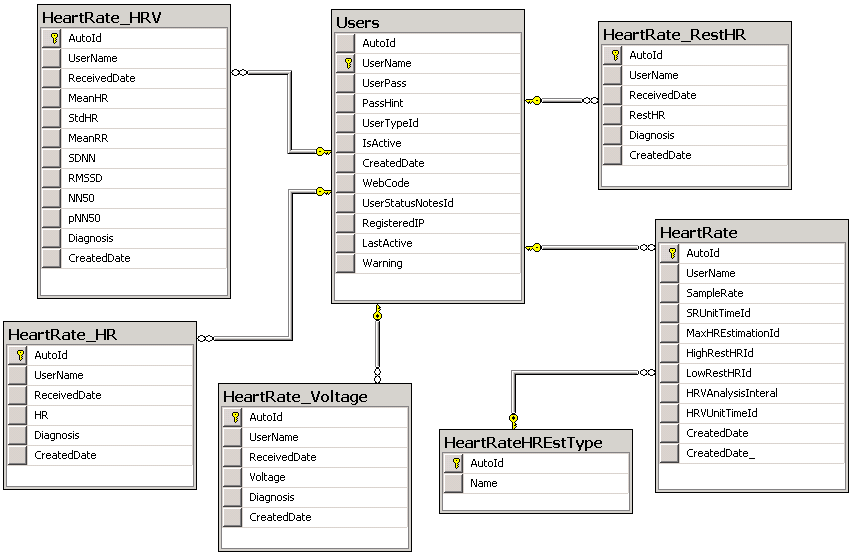 HeartRate_HRV
AutoId
UserName
ReceivedDate
MeanHR
StdHR
MeanRR
SDNN
RMSSD
NN50
pNN50
Diagnosis
CreatedDate
Users
AutoId
UserName
UserPass
PassHint
UserTypeId
IsActive
CreatedDate
WebCode
UserStatusNotesId
RegisteredIP
LastActive
Warning
HeartRate_RestHR
AutoId
UserName
ReceivedDate
RestHR
Diagnosis
CreatedDate
HeartRate
AutoId
UserName
SampleRate
SRUnitTimeId
MaxHREstimationId
HighRestHRId
LowRestHRId
HRVAnalysisInteral
HRVUnitTimeId
CreatedDate
CreatedDate_
HeartRate_HR
AutoId
UserName
ReceivedDate
HR
Diagnosis
CreatedDate
HeartRate_Voltage
AutoId
UserName
ReceivedDate
Voltage
Diagnosis
CreatedDate
HeartRateHREstType
AutoId
Name